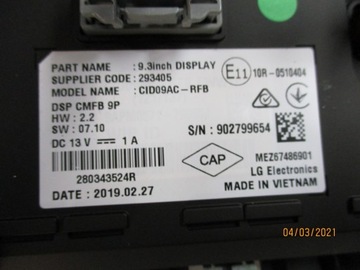 PART NAME : 9.3inch DISPLAY
SUPPLIER CODE : 293405
MODEL NAME : CID09AC-RFB
E11 10R-0510404
DSP CMFB 9P
HW : 2.2
SW : 07.10
DC 13 V 1 A
S/N : 902799654
280343524R
CAP
MEZ67486901
LG Electronics
DATE : 2019.02.27
MADE IN VIETNAM
04/03/2021